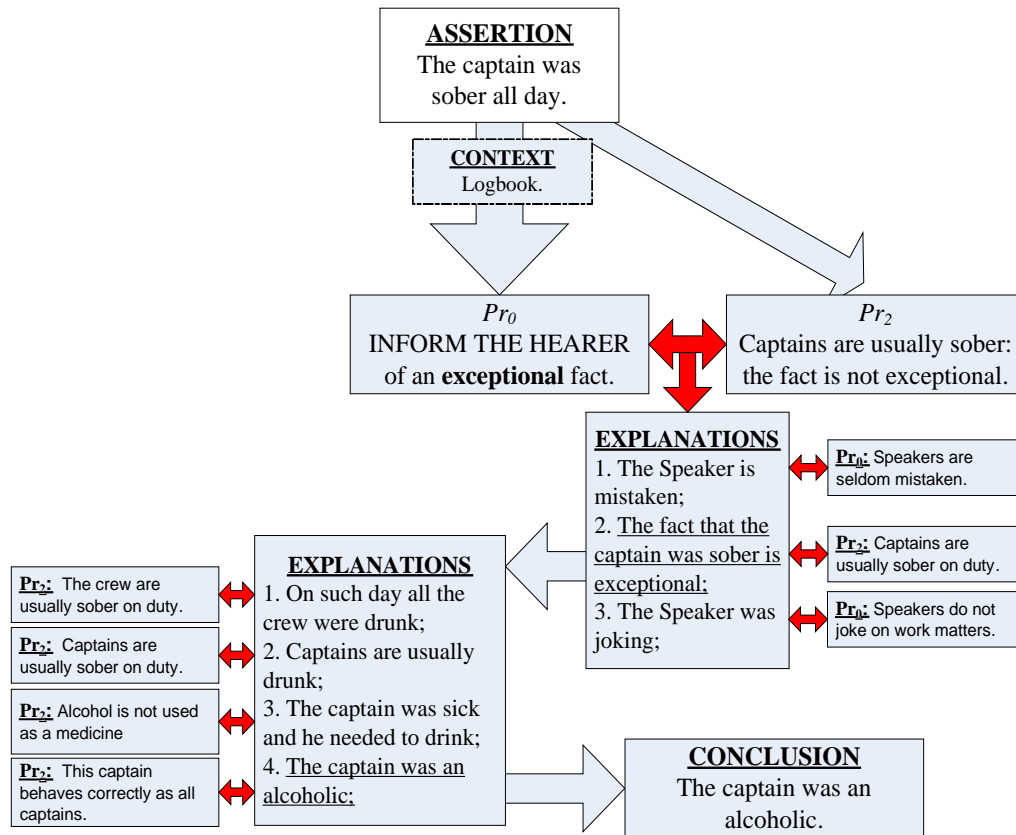 ASSERTION
The captain was
sober all day.
CONTEXT
Logbook.
Pr0
INFORM THE HEARER
of an exceptional fact.
Pr2
Captains are usually sober:
the fact is not exceptional.
EXPLANATIONS
1. The Speaker is
mistaken;
2. The fact that the
captain was sober is
exceptional;
3. The Speaker was
joking;
Pr0: Speakers are
seldom mistaken.
Pr2: Captains are
usually sober on duty.
Pr0: Speakers do not
joke on work matters.
EXPLANATIONS
1. On such day all the
crew were drunk;
2. Captains are usually
drunk;
3. The captain was sick
and he needed to drink;
4. The captain was an
alcoholic;
Pr2: The crew are
usually sober on duty.
Pr2: Captains are
usually sober on duty.
Pr2: Alcohol is not used
as a medicine
Pr2: This captain
behaves correctly as all
captains.
CONCLUSION
The captain was an
alcoholic.